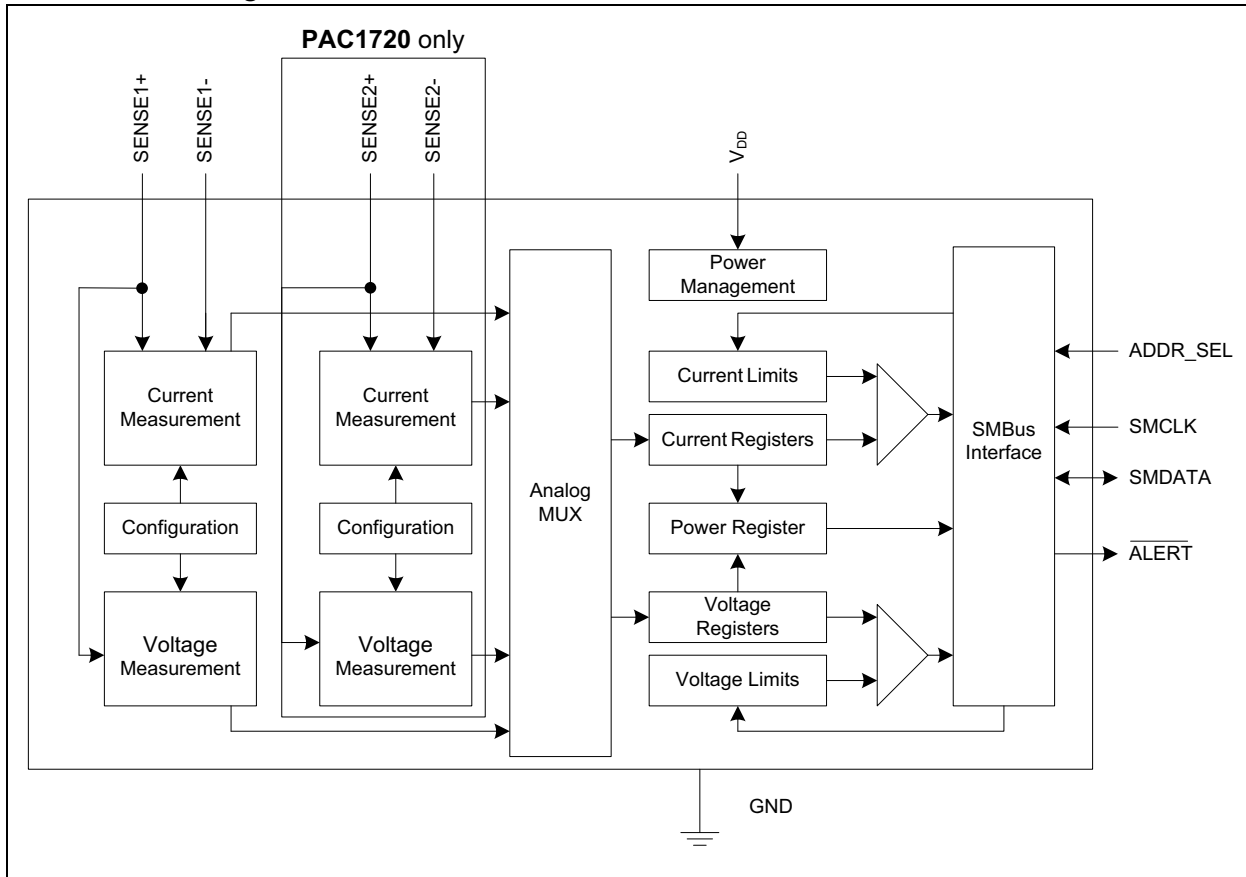 PAC1720 only
SENSE1+
SENSE1-
SENSE2+
SENSE2-
VDD
Power
Management
Current
Measurement
Current
Measurement
Current Limits
Current Registers
Configuration
Configuration
Analog
MUX
Power Register
SMBus
Interface
Voltage
Measurement
Voltage
Measurement
Voltage
Registers
Voltage Limits
ADDR_SEL
SMCLK
SMDATA
ALERT
GND